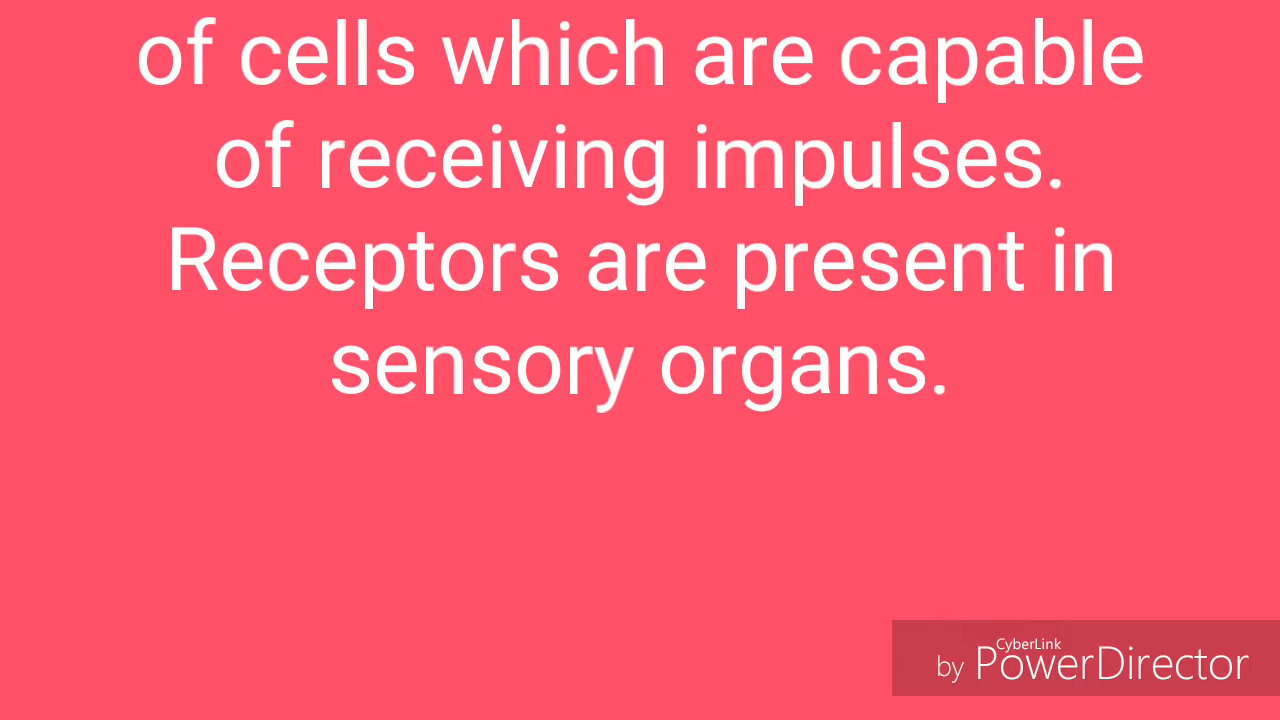 of cells which are capable
of receiving impulses.
Receptors are present in
sensory organs.
CyberLink
by PowerDirector